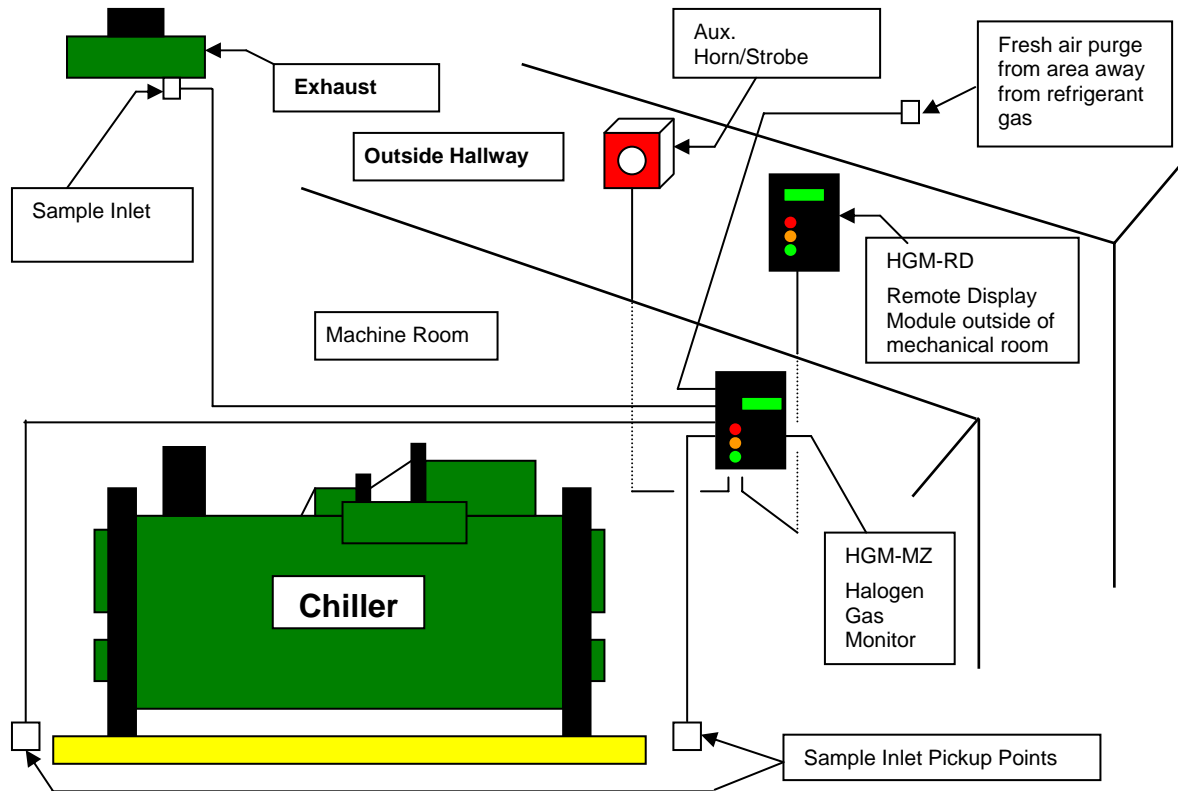 Aux.
Horn/Strobe
Fresh air purge
from area away
from refrigerant
gas
Exhaust
Outside Hallway
Sample Inlet
HGM-RD
Remote Display
Module outside of
mechanical room
Machine Room
Chiller
HGM-MZ
Halogen
Gas
Monitor
Sample Inlet Pickup Points